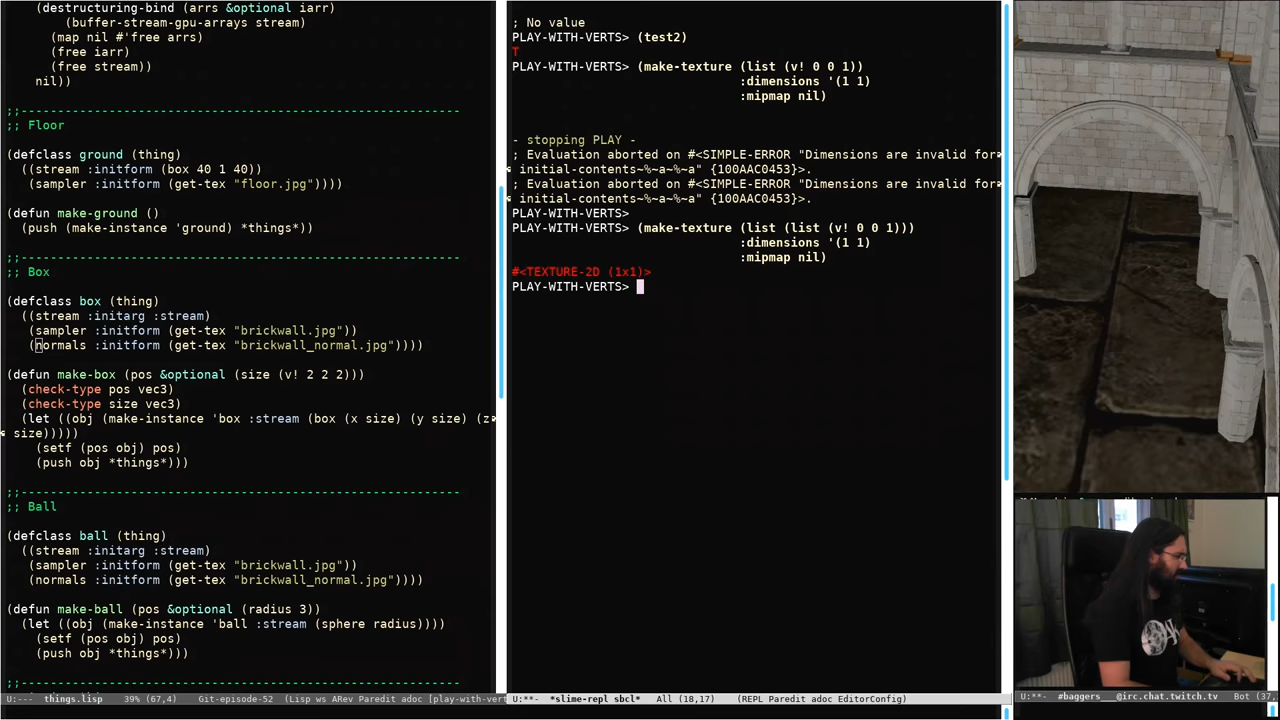 (destructuring-bind (arrs &optional iarr)
(buffer-stream-gpu-arrays stream)
(map nil #'free arrs)
(free iarr)
(free stream))
nil))
;;-------------------------------------------------------------
;; Floor
(defclass ground (thing)
((stream :initform (box 40 1 40))
(sampler :initform (get-tex "floor.jpg"))))
(defun make-ground ()
(push (make-instance 'ground) *things*))
;;-------------------------------------------------------------
;; Box
(defclass box (thing)
((stream :initarg :stream)
(sampler :initform (get-tex "brickwall.jpg"))
(normals :initform (get-tex "brickwall_normal.jpg"))))
(defun make-box (pos &optional (size (v! 2 2 2)))
(check-type pos vec3)
(check-type size vec3)
(let ((obj (make-instance 'box :stream (box (x size) (y size) (z
size)))))
(setf (pos obj) pos)
(push obj *things*)))
;;-------------------------------------------------------------
;; Ball
(defclass ball (thing)
((stream :initarg :stream)
(sampler :initform (get-tex "brickwall.jpg"))
(normals :initform (get-tex "brickwall_normal.jpg"))))
(defun make-ball (pos &optional (radius 3))
(let ((obj (make-instance 'ball :stream (sphere radius))))
(setf (pos obj) pos)
(push obj *things*)))
;;-------------------------------------------------------------
U:--- things.lisp 39% (67,4) Git-episode-52 (Lisp ws ARev Paredit adoc [play-with-vert
; No value
PLAY-WITH-VERTS> (test2)
T
PLAY-WITH-VERTS> (make-texture (list (v! 0 0 1))
:dimensions '(1 1)
:mipmap nil)
- stopping PLAY -
; Evaluation aborted on #<SIMPLE-ERROR "Dimensions are invalid for
initial-contents~%~a~%~a" {100AAC0453}>.
; Evaluation aborted on #<SIMPLE-ERROR "Dimensions are invalid for
initial-contents~%~a~%~a" {100AAC0453}>.
PLAY-WITH-VERTS>
PLAY-WITH-VERTS> (make-texture (list (list (v! 0 0 1)))
:dimensions '(1 1)
:mipmap nil)
#<TEXTURE-2D (1x1)>
PLAY-WITH-VERTS>
U:**- *slime-repl sbcl* All (18,17) (REPL Paredit adoc EditorConfig)
U:**- #baggers___@irc.chat.twitch.tv Bot (37,